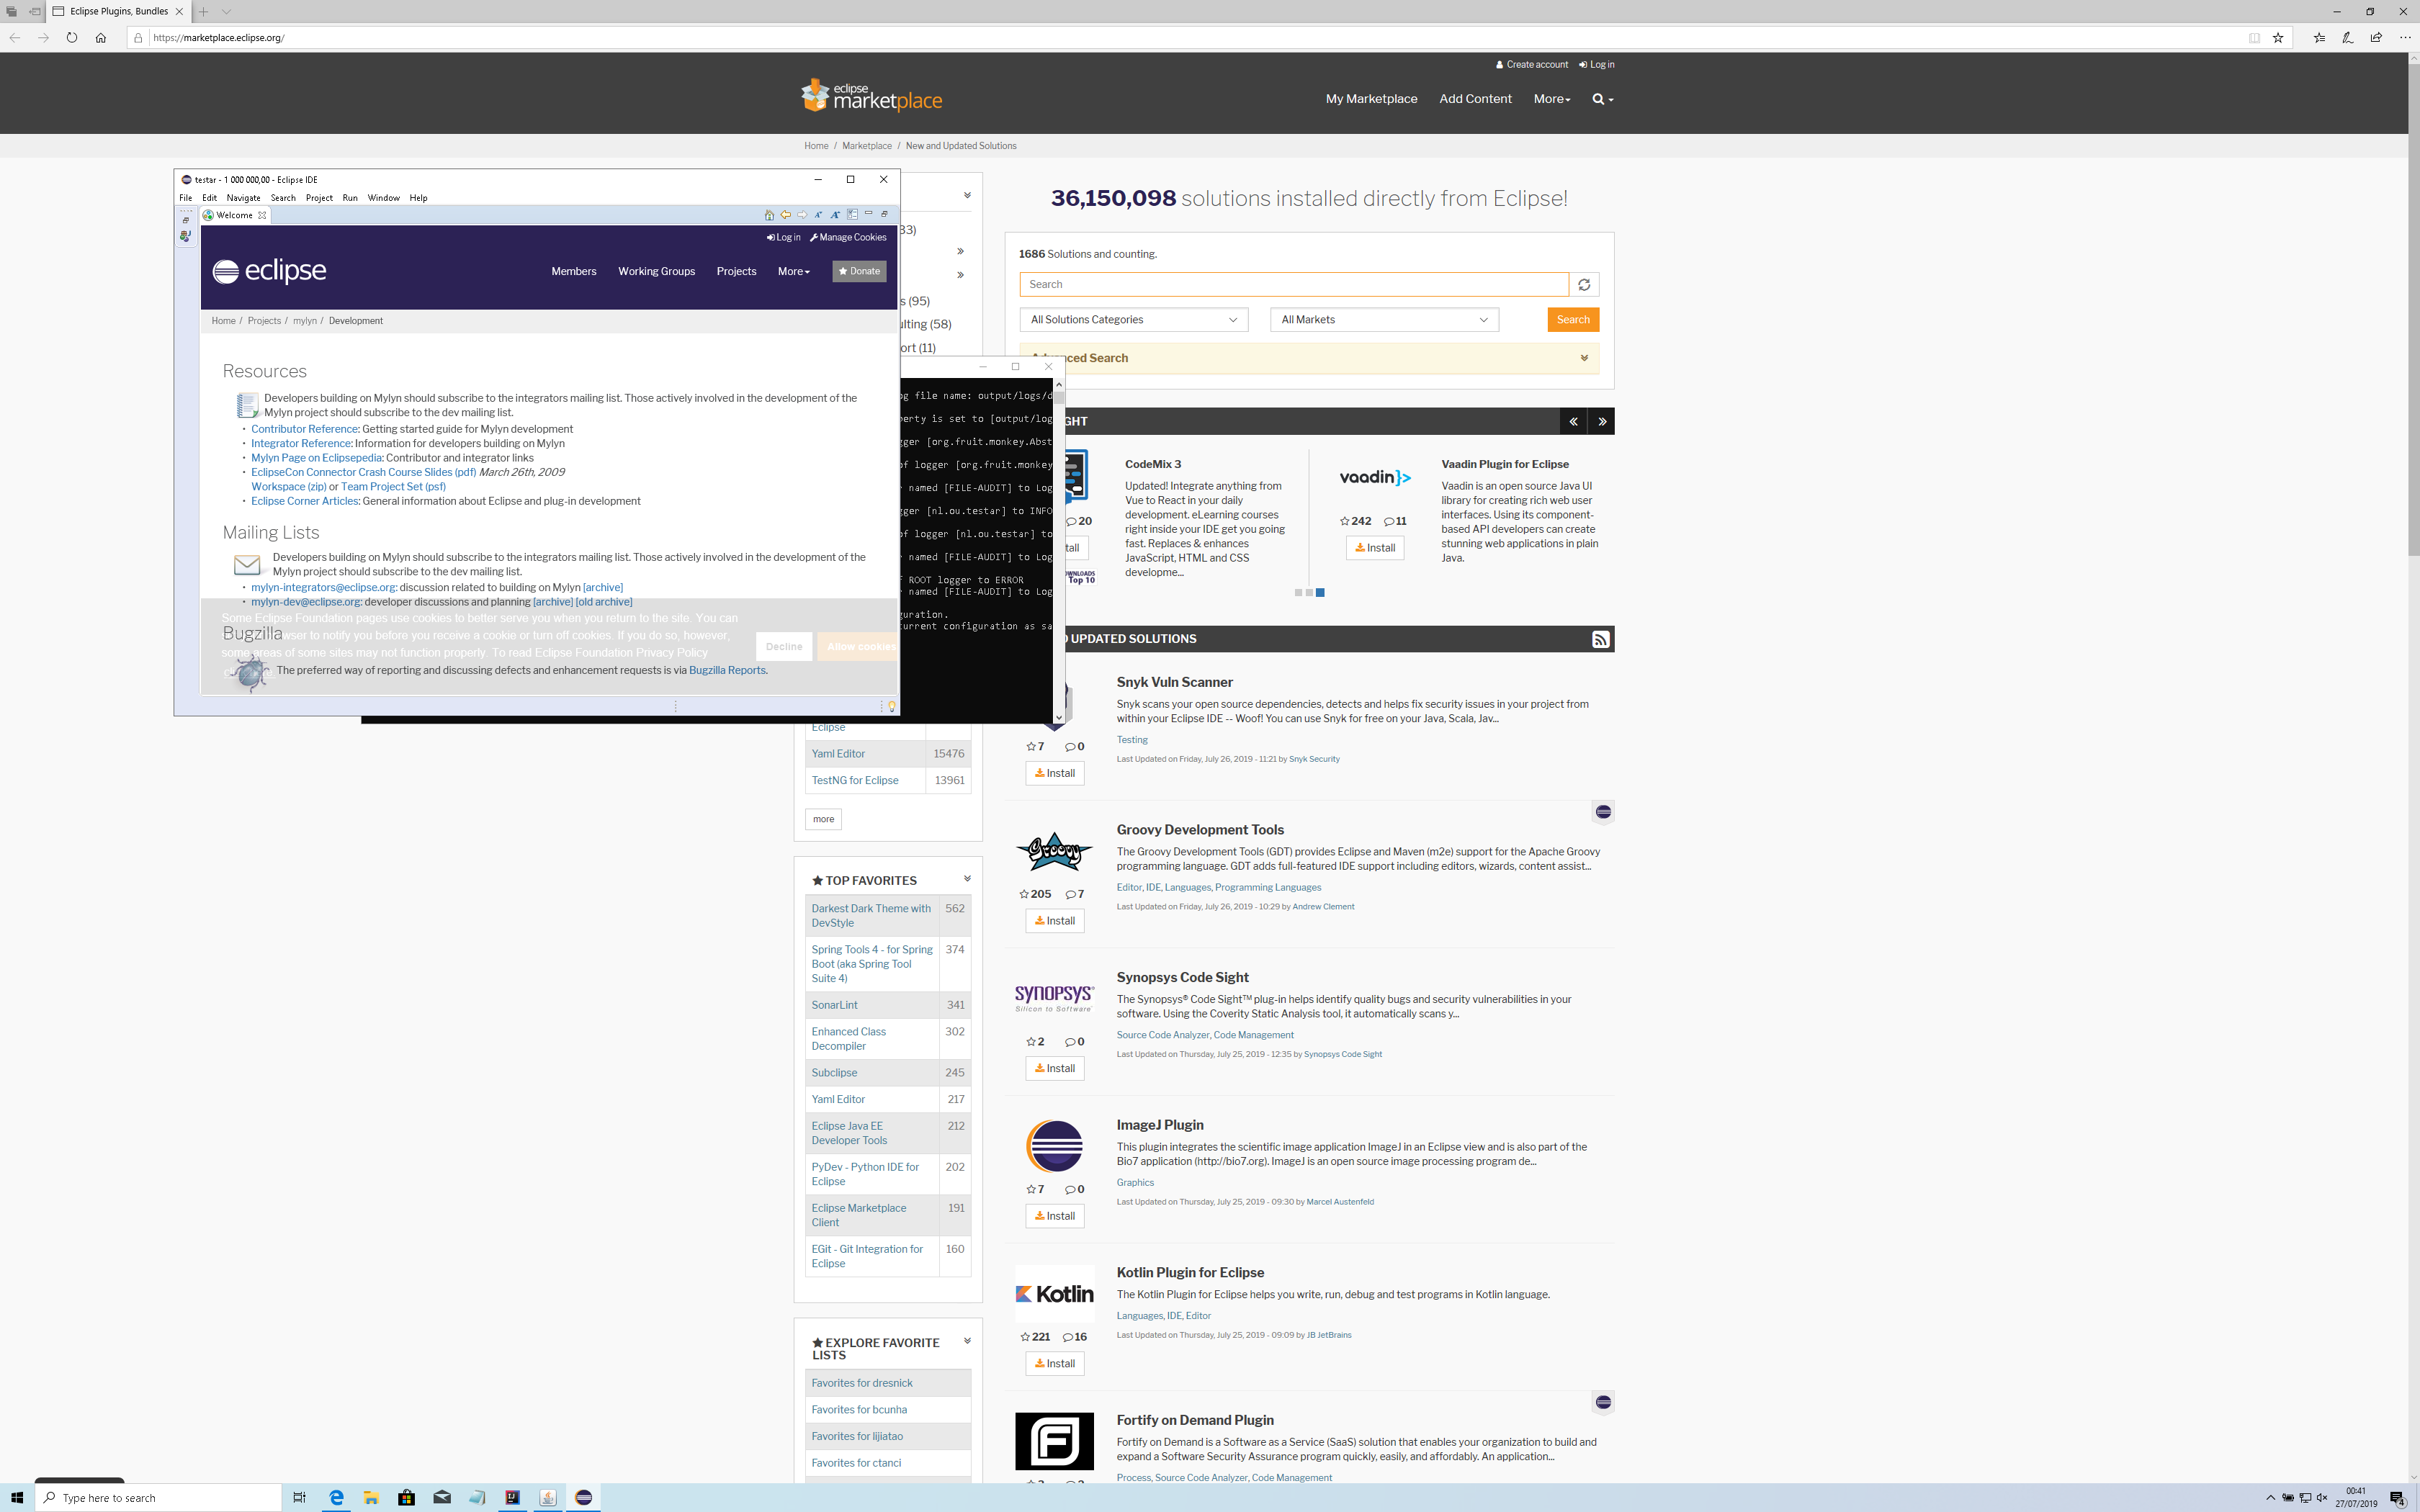 Eclipse Plugins, Bundles
https://marketplace.eclipse.org/
Create account Log in
eclipse
marketplace
My Marketplace Add Content More
Home / Marketplace / New and Updated Solutions
testar - 1 000 000,00 - Eclipse IDE
File Edit Navigate Search Project Run Window Help
Welcome
Log in Manage Cookies
eclipse
Members Working Groups Projects More Donate
Home / Projects / mylyn / Development
Resources
Developers building on Mylyn should subscribe to the integrators mailing list. Those actively involved in the development of the
Mylyn project should subscribe to the dev mailing list.
• Contributor Reference: Getting started guide for Mylyn development
• Integrator Reference: Information for developers building on Mylyn
• Mylyn Page on Eclipsepedia: Contributor and integrator links
• EclipseCon Connector Crash Course Slides (pdf) March 26th, 2009
Workspace (zip) or Team Project Set (psf)
• Eclipse Corner Articles: General information about Eclipse and plug-in development
Mailing Lists
Developers building on Mylyn should subscribe to the integrators mailing list. Those actively involved in the development of the
Mylyn project should subscribe to the dev mailing list.
• mylyn-integrators@eclipse.org: discussion related to building on Mylyn [archive]
• mylyn-dev@eclipse.org: developer discussions and planning [archive] [old archive]
Some Eclipse Foundation pages use cookies to better serve you when you return to the site. You can
Bugzilla
wser to notify you before you receive a cookie or turn off cookies. If you do so, however,
some areas of some sites may not function properly. To read Eclipse Foundation Privacy Policy
Decline Allow cookies
The preferred way of reporting and discussing defects and enhancement requests is via Bugzilla Reports.
33)
s (95)
ulting (58)
ort (11)
og file name: output/logs/d
erty is set to [output/log
gger [org.fruit.monkey.Abst
of logger [org.fruit.monkey
r named [FILE-AUDIT] to Log
gger [nl.ou.testar] to INFO
of logger [nl.ou.testar] to
r named [FILE-AUDIT] to Log
f ROOT logger to ERROR
r named [FILE-AUDIT] to Log
guration.
current configuration as sa
Eclipse
Yaml Editor 15476
TestNG for Eclipse 13961
more
TOP FAVORITES
Darkest Dark Theme with DevStyle 562
Spring Tools 4 - for Spring Boot (aka Spring Tool Suite 4) 374
SonarLint 341
Enhanced Class Decompiler 302
Subclipse 245
Yaml Editor 217
Eclipse Java EE Developer Tools 212
PyDev - Python IDE for Eclipse 202
Eclipse Marketplace Client 191
EGit - Git Integration for Eclipse 160
EXPLORE FAVORITE
LISTS
Favorites for dresnick
Favorites for bcunha
Favorites for lijiatao
Favorites for ctanci
36,150,098 solutions installed directly from Eclipse!
1686 Solutions and counting.
Search
All Solutions Categories All Markets Search
ced Search
GHT
CodeMix 3
Updated! Integrate anything from
Vue to React in your daily
development. eLearning courses
right inside your IDE get you going
fast. Replaces & enhances
JavaScript, HTML and CSS
developme...
20
tall
WNLOADS
Top 10
vaadin}>
242 11
Install
Vaadin Plugin for Eclipse
Vaadin is an open source Java UI
library for creating rich web user
interfaces. Using its component-
based API developers can create
stunning web applications in plain
Java.
UPDATED SOLUTIONS
Snyk Vuln Scanner
Snyk scans your open source dependencies, detects and helps fix security issues in your project from
within your Eclipse IDE -- Woof! You can use Snyk for free on your Java, Scala, Jav...
Testing
7 0
Last Updated on Friday, July 26, 2019 - 11:21 by Snyk Security
Install
Groovy
Groovy Development Tools
The Groovy Development Tools (GDT) provides Eclipse and Maven (m2e) support for the Apache Groovy
programming language. GDT adds full-featured IDE support including editors, wizards, content assist...
Editor, IDE, Languages, Programming Languages
205 7
Last Updated on Friday, July 26, 2019 - 10:29 by Andrew Clement
Install
SYNOPSYS®
Silicon to Software™
Synopsys Code Sight
The Synopsys® Code Sight™ plug-in helps identify quality bugs and security vulnerabilities in your
software. Using the Coverity Static Analysis tool, it automatically scans y...
Source Code Analyzer, Code Management
2 0
Last Updated on Thursday, July 25, 2019 - 12:35 by Synopsys Code Sight
Install
ImageJ Plugin
This plugin integrates the scientific image application ImageJ in an Eclipse view and is also part of the
Bio7 application (http://bio7.org). ImageJ is an open source image processing program de...
Graphics
7 0
Last Updated on Thursday, July 25, 2019 - 09:30 by Marcel Austenfeld
Install
Kotlin
Kotlin Plugin for Eclipse
The Kotlin Plugin for Eclipse helps you write, run, debug and test programs in Kotlin language.
Languages, IDE, Editor
221 16
Last Updated on Thursday, July 25, 2019 - 09:09 by JB JetBrains
Install
Fortify on Demand Plugin
Fortify on Demand is a Software as a Service (SaaS) solution that enables your organization to build and
expand a Software Security Assurance program quickly, easily, and affordably. An application...
Process, Source Code Analyzer, Code Management
Type here to search
00:41
27/07/2019
4